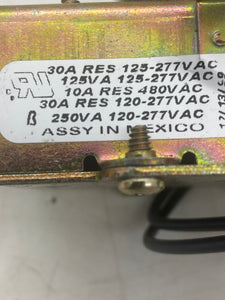 30A RES 125-277VAC
125VA 125-277VAC
10A RES 480VAC
30A RES 120-277VAC
ß 250VA 120-277VAC
ASSY IN MEXICO